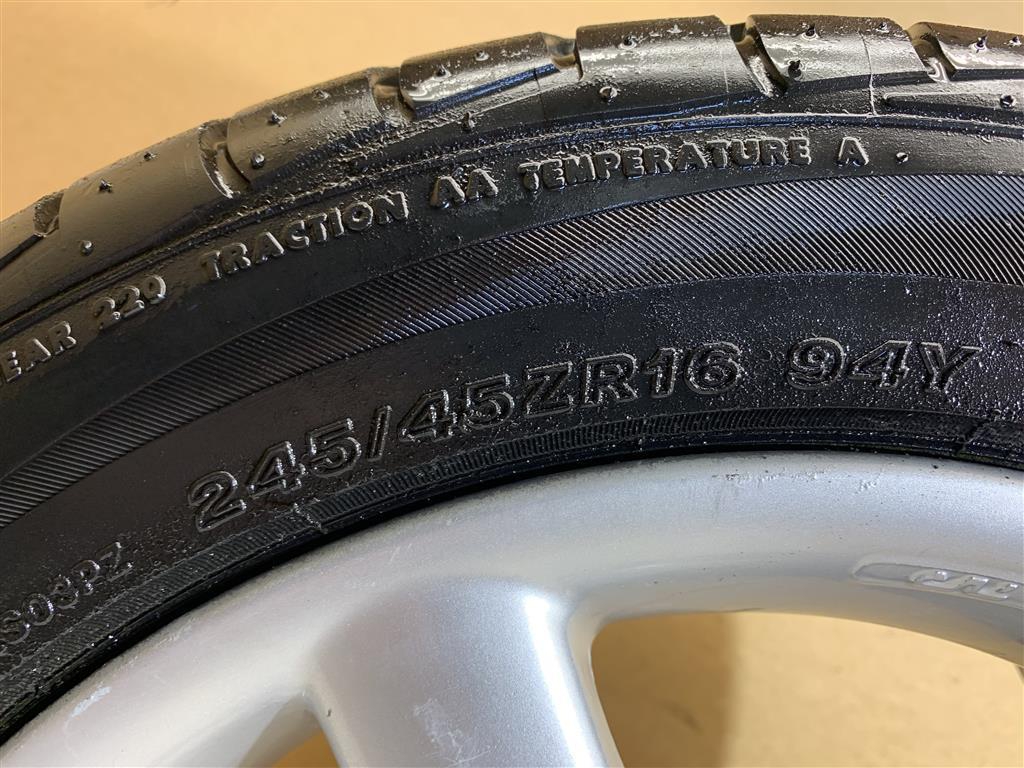 EAR 220 TRACTION AA TEMPERATURE A
245/45ZR16 94Y
S03PZ